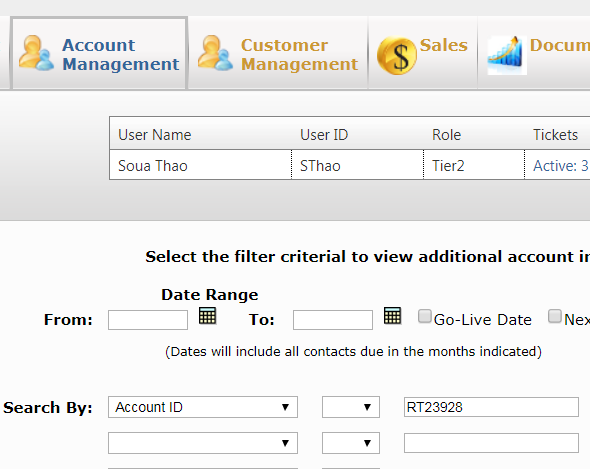 Account Management
Customer Management
Sales
Docum
User Name User ID Role Tickets
Soua Thao SThao Tier2 Active: 3
Select the filter criterial to view additional account in
Date Range
From: To: Go-Live Date Nex
(Dates will include all contacts due in the months indicated)
Search By: Account ID RT23928